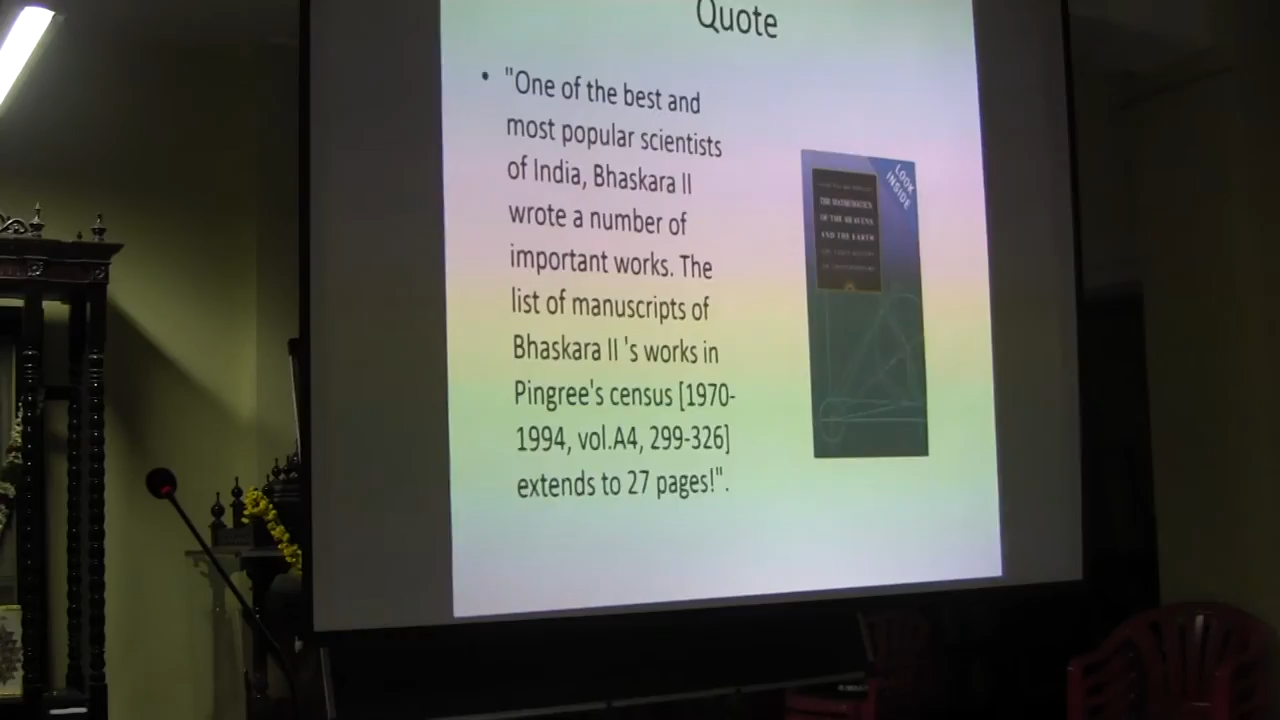 Quote
• "One of the best and
most popular scientists
of India, Bhaskara II
wrote a number of
important works. The
list of manuscripts of
Bhaskara II 's works in
Pingree's census [1970-
1994, vol.A4, 299-326]
extends to 27 pages!".
LOOK
INSIDE
THE MATHEMATICS
OF THE HEAVENS
AND THE EARTH